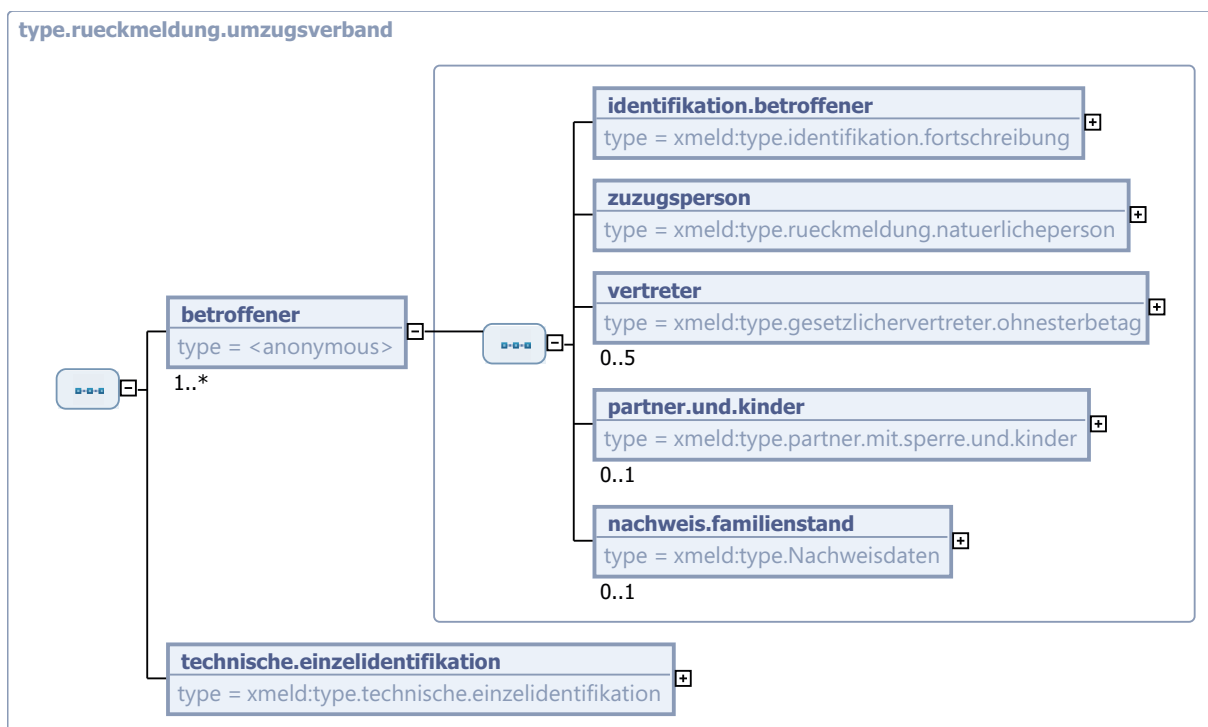 type.rueckmeldung.umzugsverband
identifikation.betroffener
type = xmeld:type.identifikation.fortschreibung
zuzugsperson
type = xmeld:type.rueckmeldung.natuerlicheperson
vertreter
type = xmeld:type.gesetzlichervertreter.ohnesterbetag
0..5
betroffener
type = <anonymous>
1..*
partner.und.kinder
type = xmeld:type.partner.mit.sperre.und.kinder
0..1
nachweis.familienstand
type = xmeld:type.Nachweisdaten
0..1
technische.einzelidentifikation
type = xmeld:type.technische.einzelidentifikation